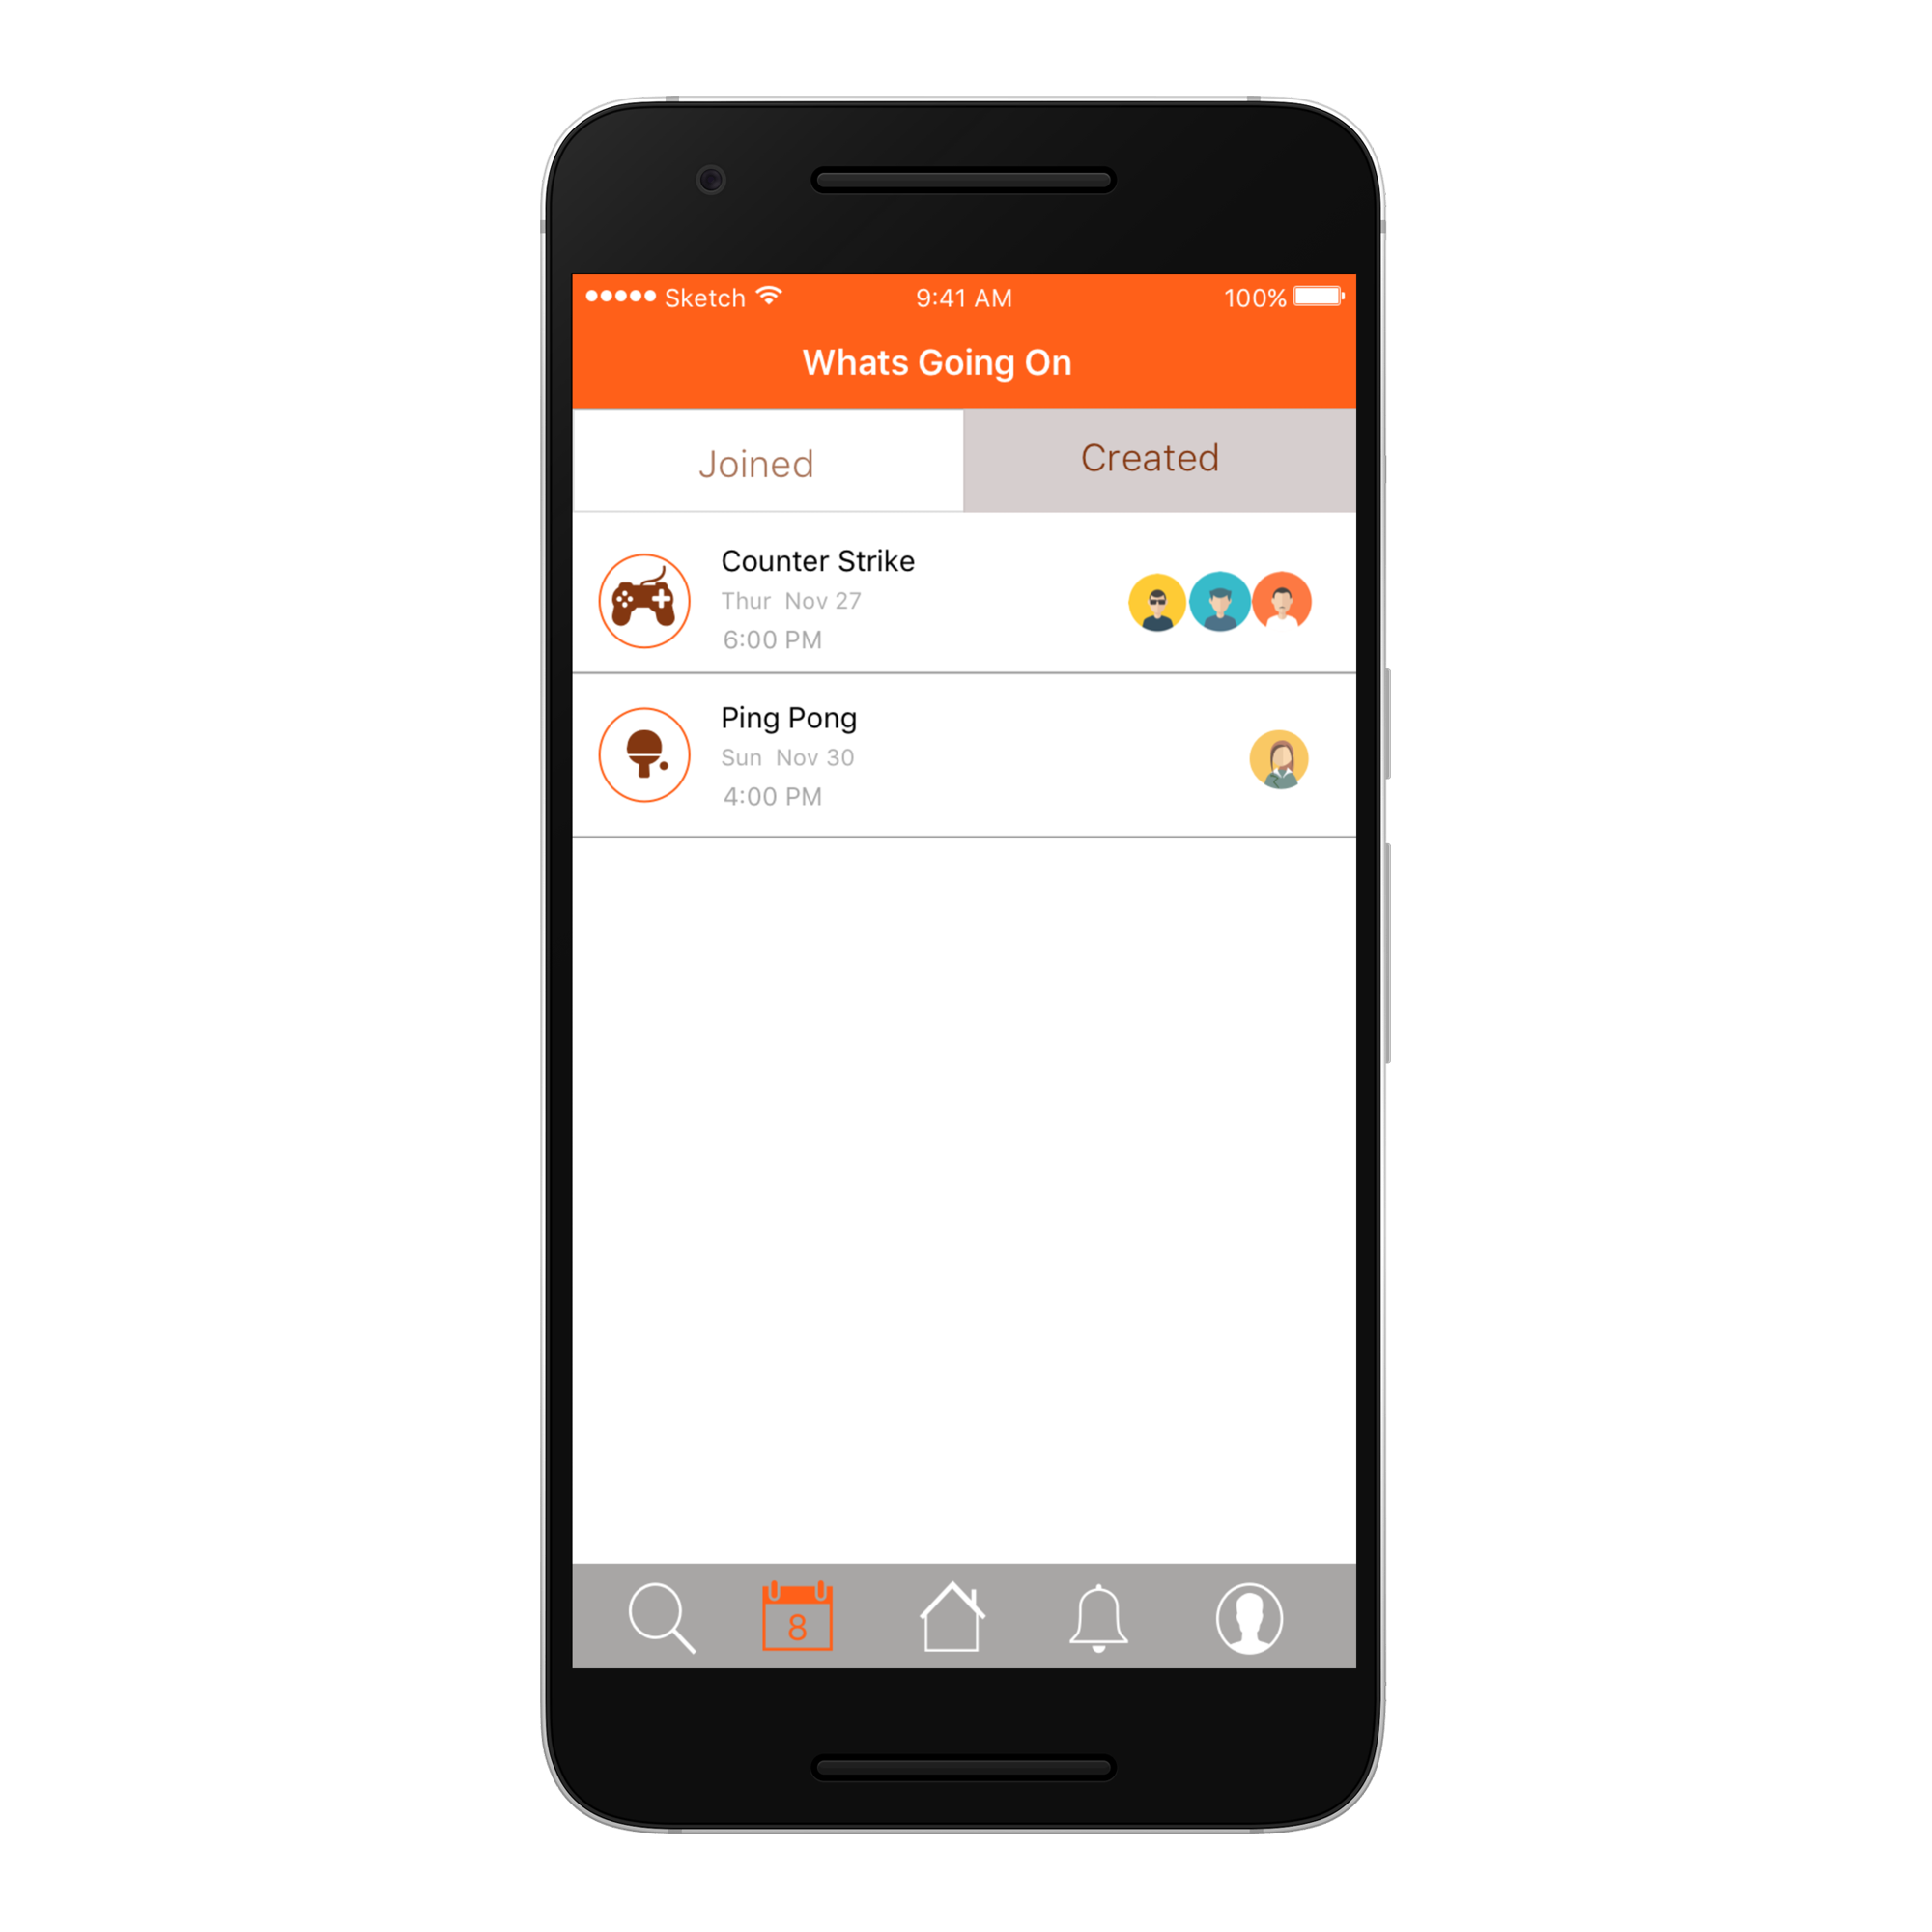 Sketch 9:41 AM 100%
Whats Going On
Joined Created
Counter Strike
Thur Nov 27
6:00 PM
Ping Pong
Sun Nov 30
4:00 PM
8